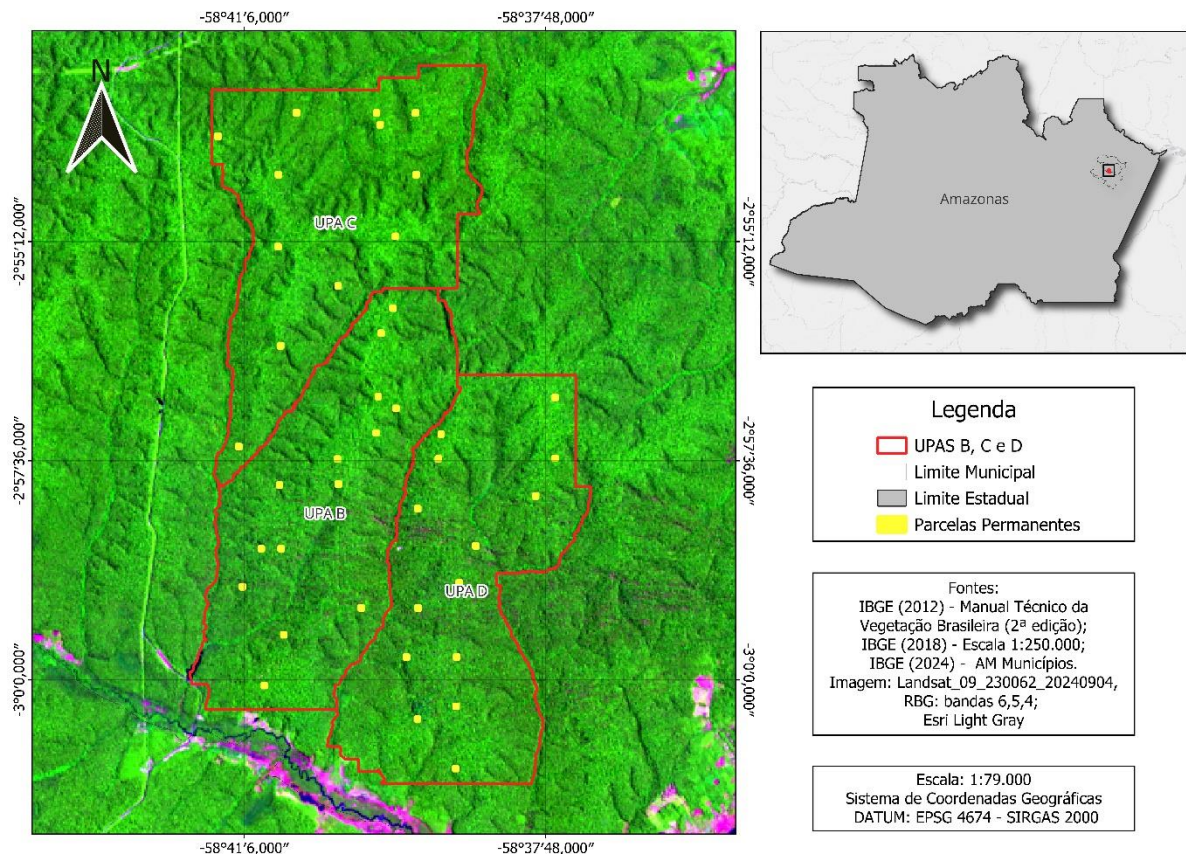 -58°41'6,000"
-58°37'48,000"
N
-2°55'12,000"
-2°55'12,000"
UPA C
-2°57'36,000"
-2°57'36,000"
UPA B
UPA D
-3°0'0,000"
-3°0'0,000"
-58°41'6,000"
-58°37'48,000"
Amazonas
Legenda
UPAS B, C e D
Limite Municipal
Limite Estadual
Parcelas Permanentes
Fontes:
IBGE (2012) - Manual Técnico da
Vegetação Brasileira (2ª edição);
IBGE (2018) - Escala 1:250.000;
IBGE (2024) - AM Municípios.
Imagem: Landsat_09_230062_20240904,
RBG: bandas 6,5,4;
Esri Light Gray
Escala: 1:79.000
Sistema de Coordenadas Geográficas
DATUM: EPSG 4674 - SIRGAS 2000